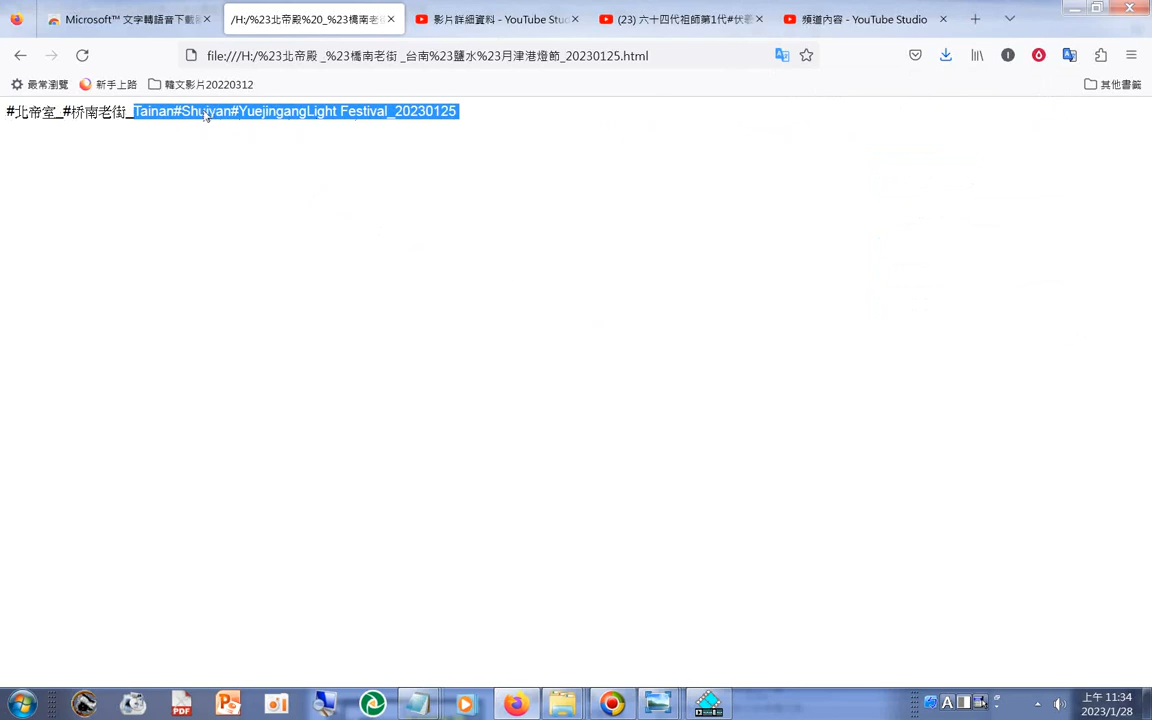 Microsoft™ 文字轉語音下載
/H:/%23北帝殿%20_%23橋南老
影片詳細資料 - YouTube Stu
(23) 六十四代祖師第1代#伏羲
頻道內容 - YouTube Studio
file:///H:/%23北帝殿 _%23橋南老街 _台南%23鹽水%23月津港燈節_20230125.html
最常瀏覽
新手上路
韓文影片20220312
其他書籤
#北帝室_#桥南老街_Tainan#Shuiyan#YuejingangLight Festival_20230125
上午 11:34
2023/1/28